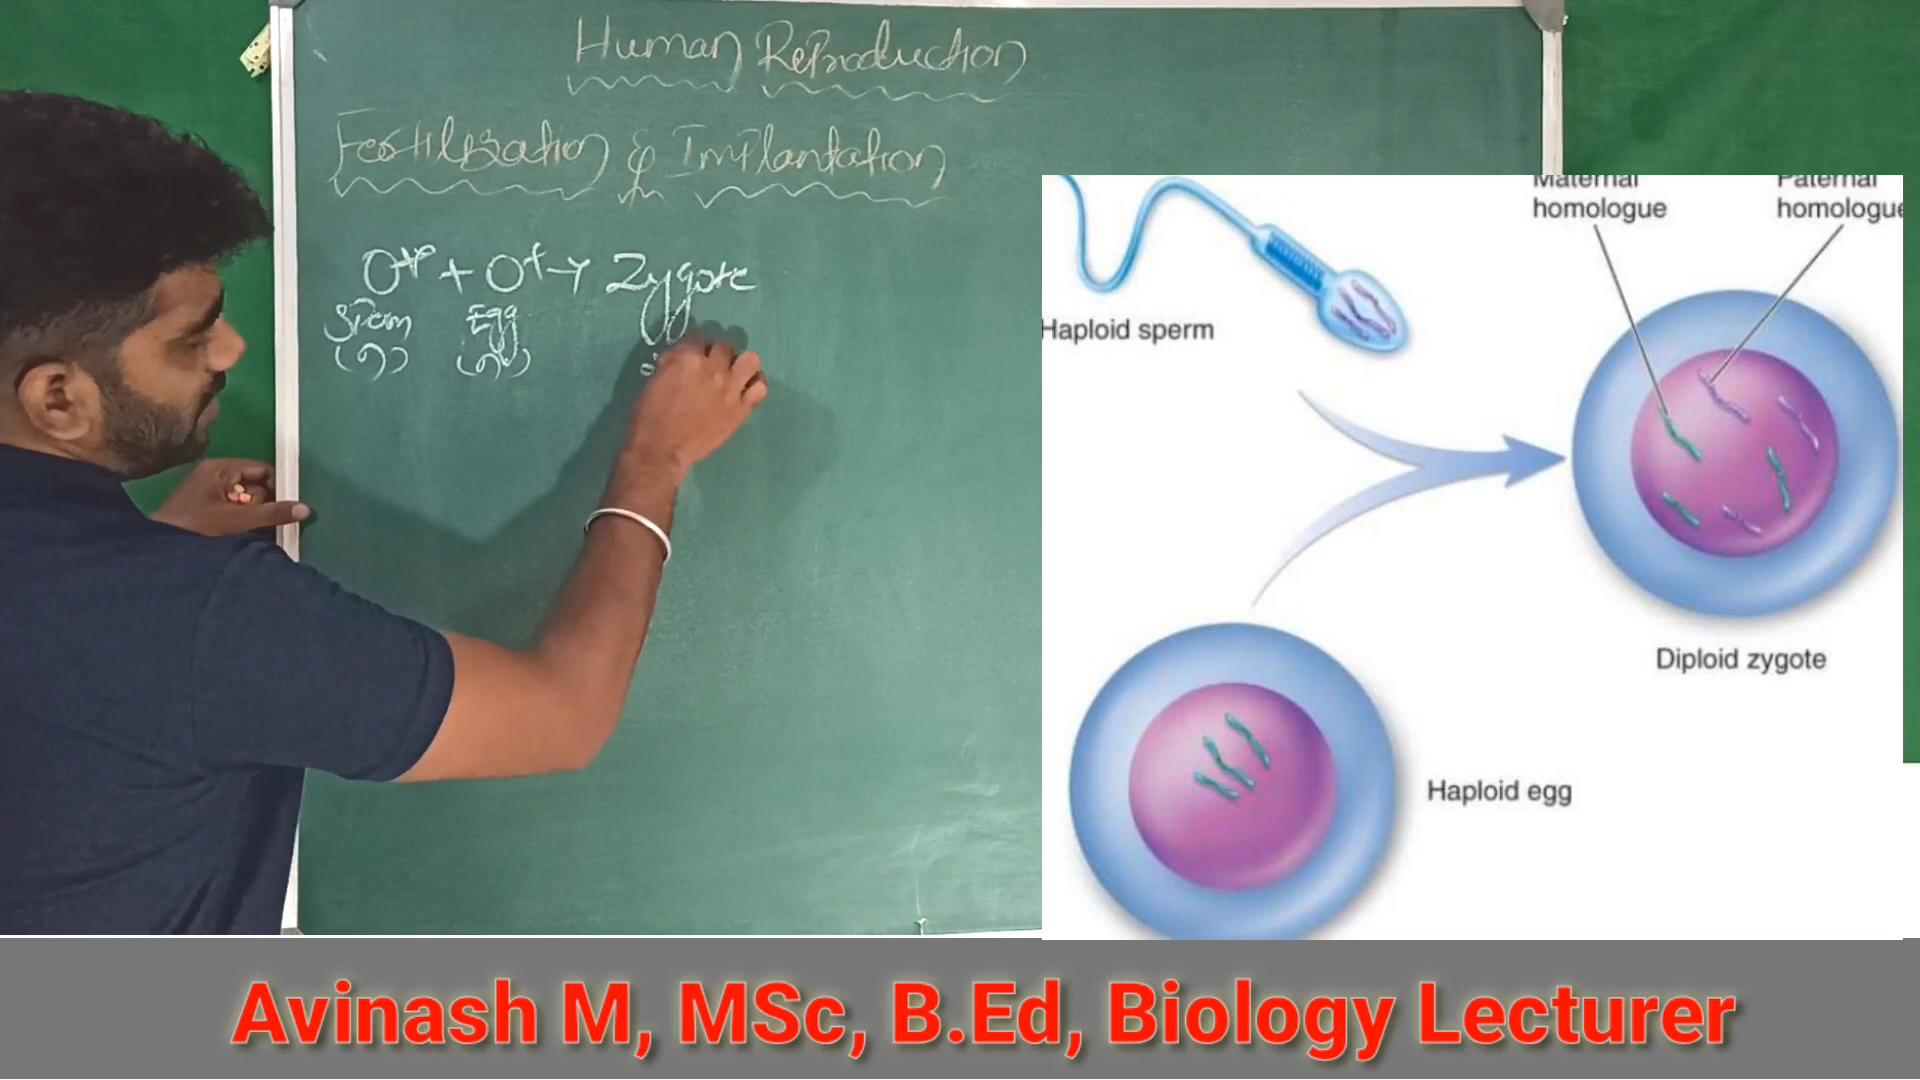 Human Reproduction
Fertilization & Implantation
♂ + ♀ → Zygote
Sperm Egg
(n) (n)
Maternal homologue
Paternal homologue
Haploid sperm
Diploid zygote
Haploid egg
Avinash M, MSc, B.Ed, Biology Lecturer